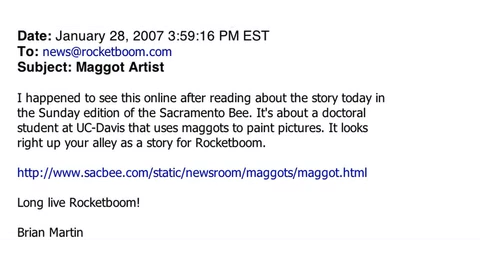 Date: January 28, 2007 3:59:16 PM EST
To: news@rocketboom.com
Subject: Maggot Artist
I happened to see this online after reading about the story today in
the Sunday edition of the Sacramento Bee. It's about a doctoral
student at UC-Davis that uses maggots to paint pictures. It looks
right up your alley as a story for Rocketboom.
http://www.sacbee.com/static/newsroom/maggots/maggot.html
Long live Rocketboom!
Brian Martin